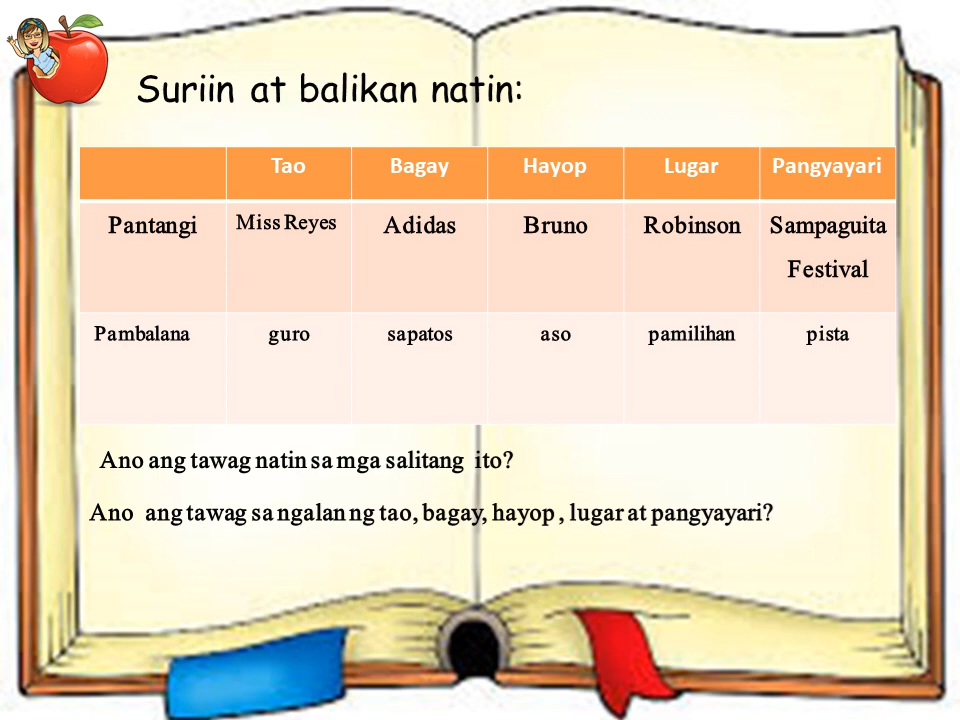 Suriin at balikan natin:
Tao Bagay Hayop Lugar Pangyayari
Pantangi Miss Reyes Adidas Bruno Robinson Sampaguita
Festival
Pambalana guro sapatos aso pamilihan pista
Ano ang tawag natin sa mga salitang ito?
Ano ang tawag sa ngalan ng tao, bagay, hayop , lugar at pangyayari?